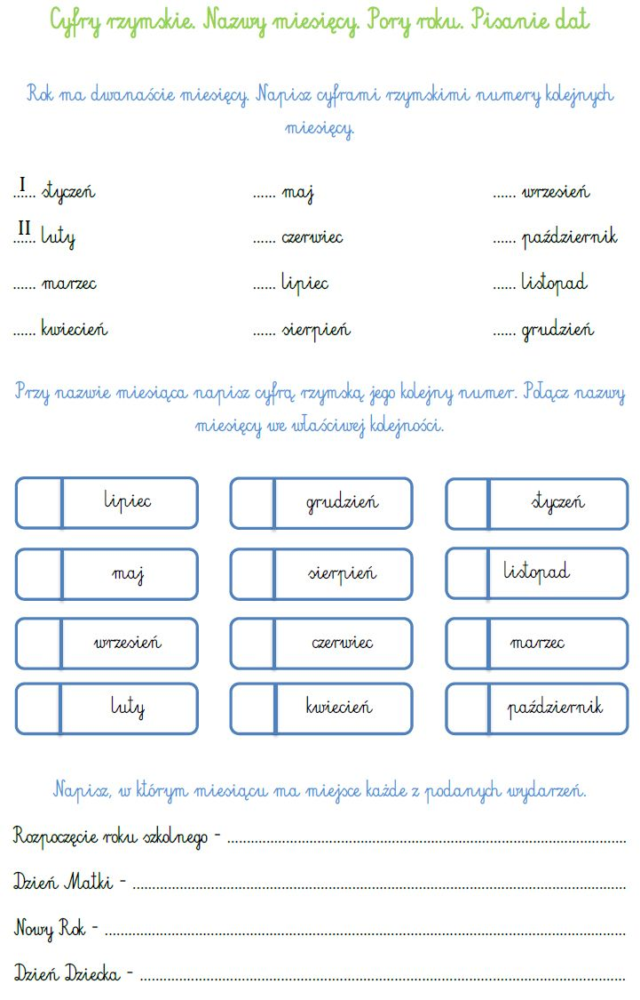 Cyfry rzymskie. Nazwy miesięcy. Pory roku. Pisanie dat
Rok ma dwanaście miesięcy. Napisz cyframi rzymskimi numery kolejnych
miesięcy.
I...... styczeń ...... maj ...... wrzesień
II...... luty ...... czerwiec ...... październik
...... marzec ...... lipiec ...... listopad
...... kwiecień ...... sierpień ...... grudzień
Przy nazwie miesiąca napisz cyfrą rzymską jego kolejny numer. Połącz nazwy
miesięcy we właściwej kolejności.
lipiec grudzień styczeń
maj sierpień listopad
wrzesień czerwiec marzec
luty kwiecień październik
Napisz, w którym miesiącu ma miejsce każde z podanych wydarzeń.
Rozpoczęcie roku szkolnego - ........................................................................
Dzień Matki - ........................................................................
Nowy Rok - ........................................................................
Dzień Dziecka - ........................................................................